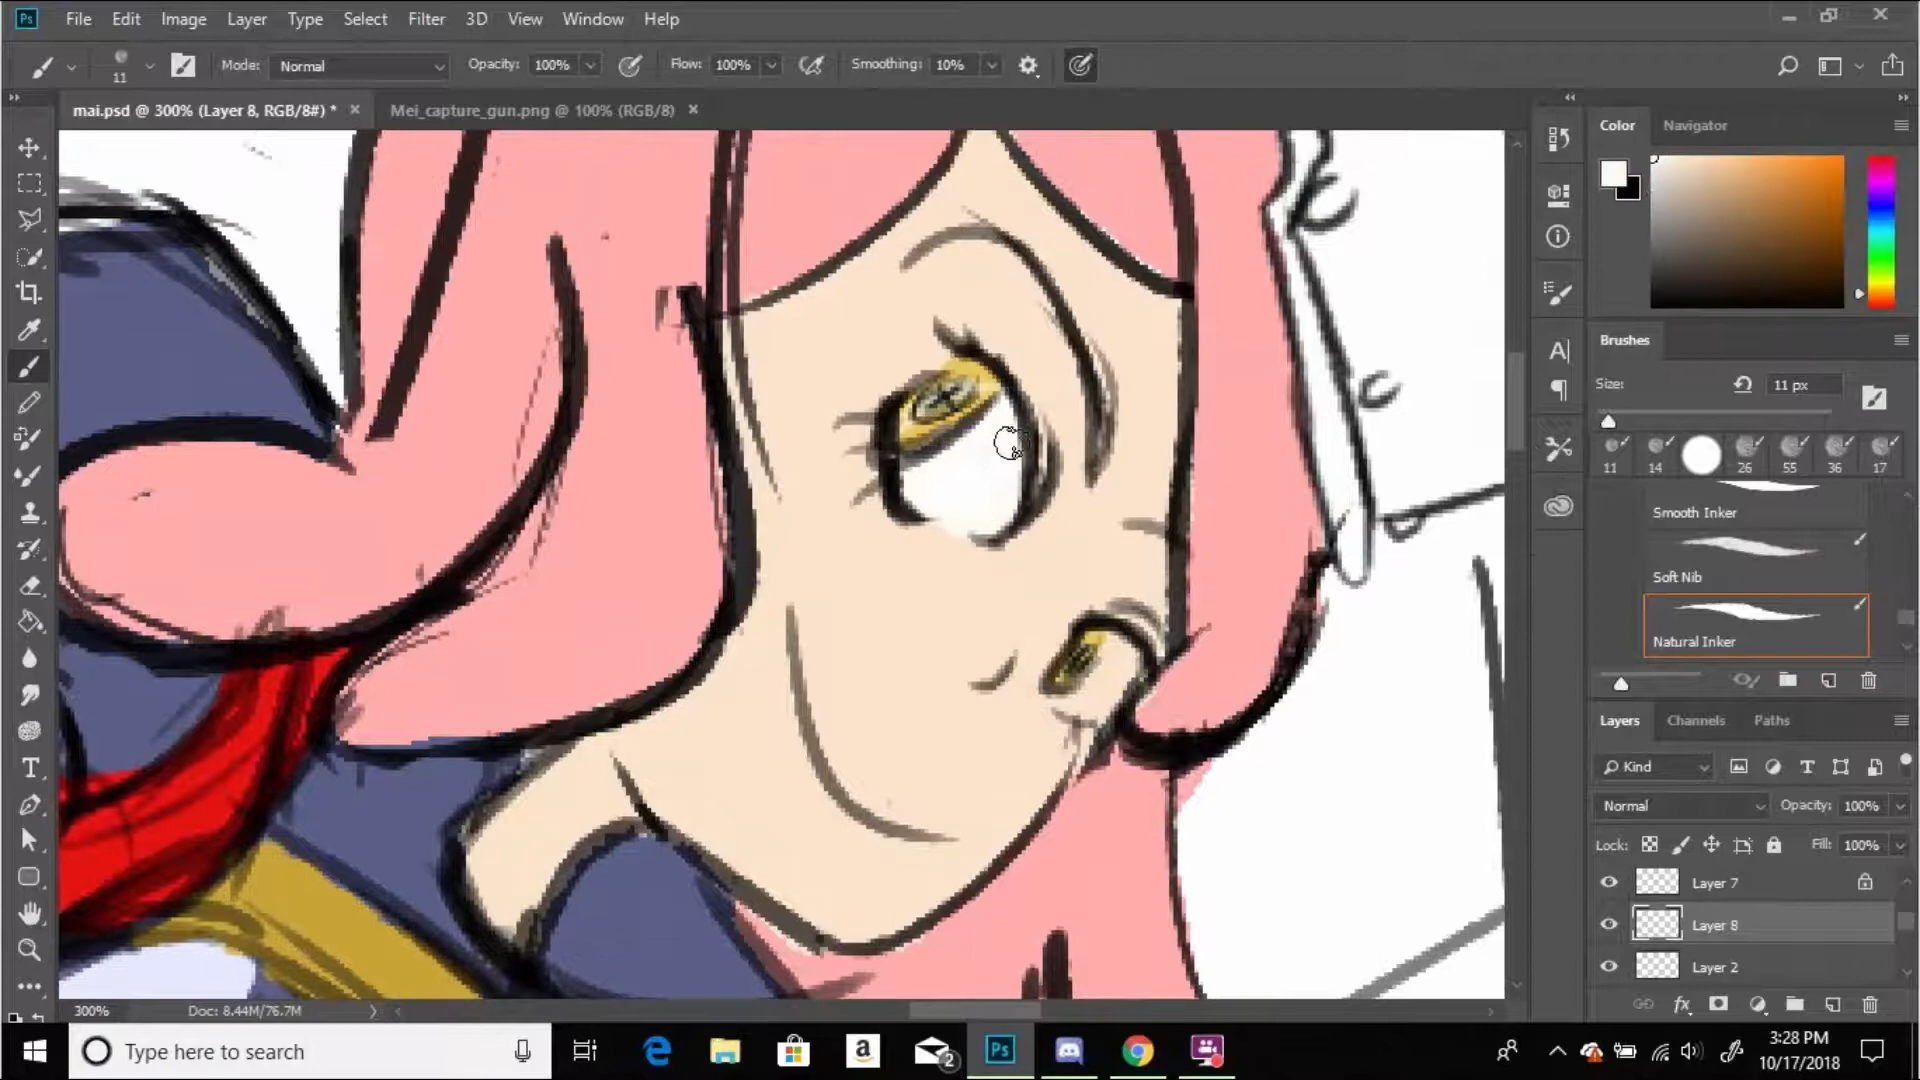 Ps File Edit Image Layer Type Select Filter 3D View Window Help
11 Mode: Normal Opacity: 100% Flow: 100% Smoothing: 10%
mai.psd @ 300% (Layer 8, RGB/8#) * Mei_capture_gun.png @ 100% (RGB/8)
Color Navigator
Brushes
Size: 11 px
11 14 26 55 36 17
Smooth Inker
Soft Nib
Natural Inker
Layers Channels Paths
Kind
Normal Opacity: 100%
Lock: Fill: 100%
Layer 7
Layer 8
Layer 2
300% Doc: 8.44M/76.7M
Type here to search
a
2
Ps
3:28 PM
10/17/2018